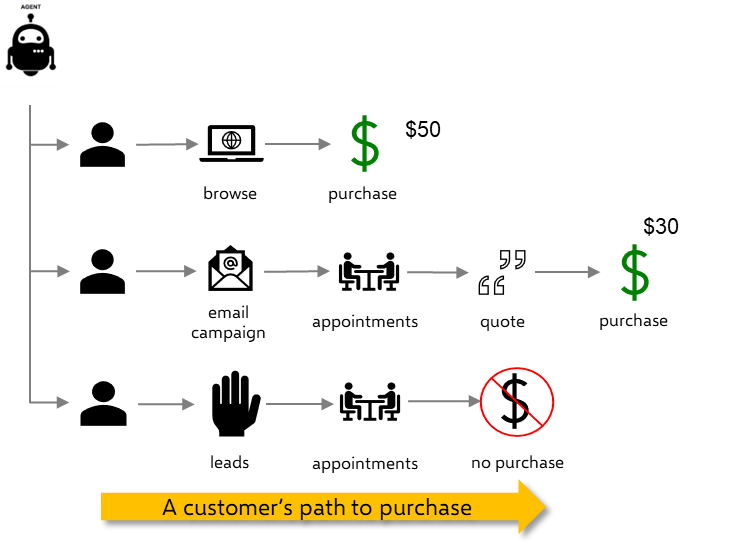 AGENT
$50
browse
purchase
$30
email
campaign
appointments
quote
purchase
leads
appointments
no purchase
A customer's path to purchase